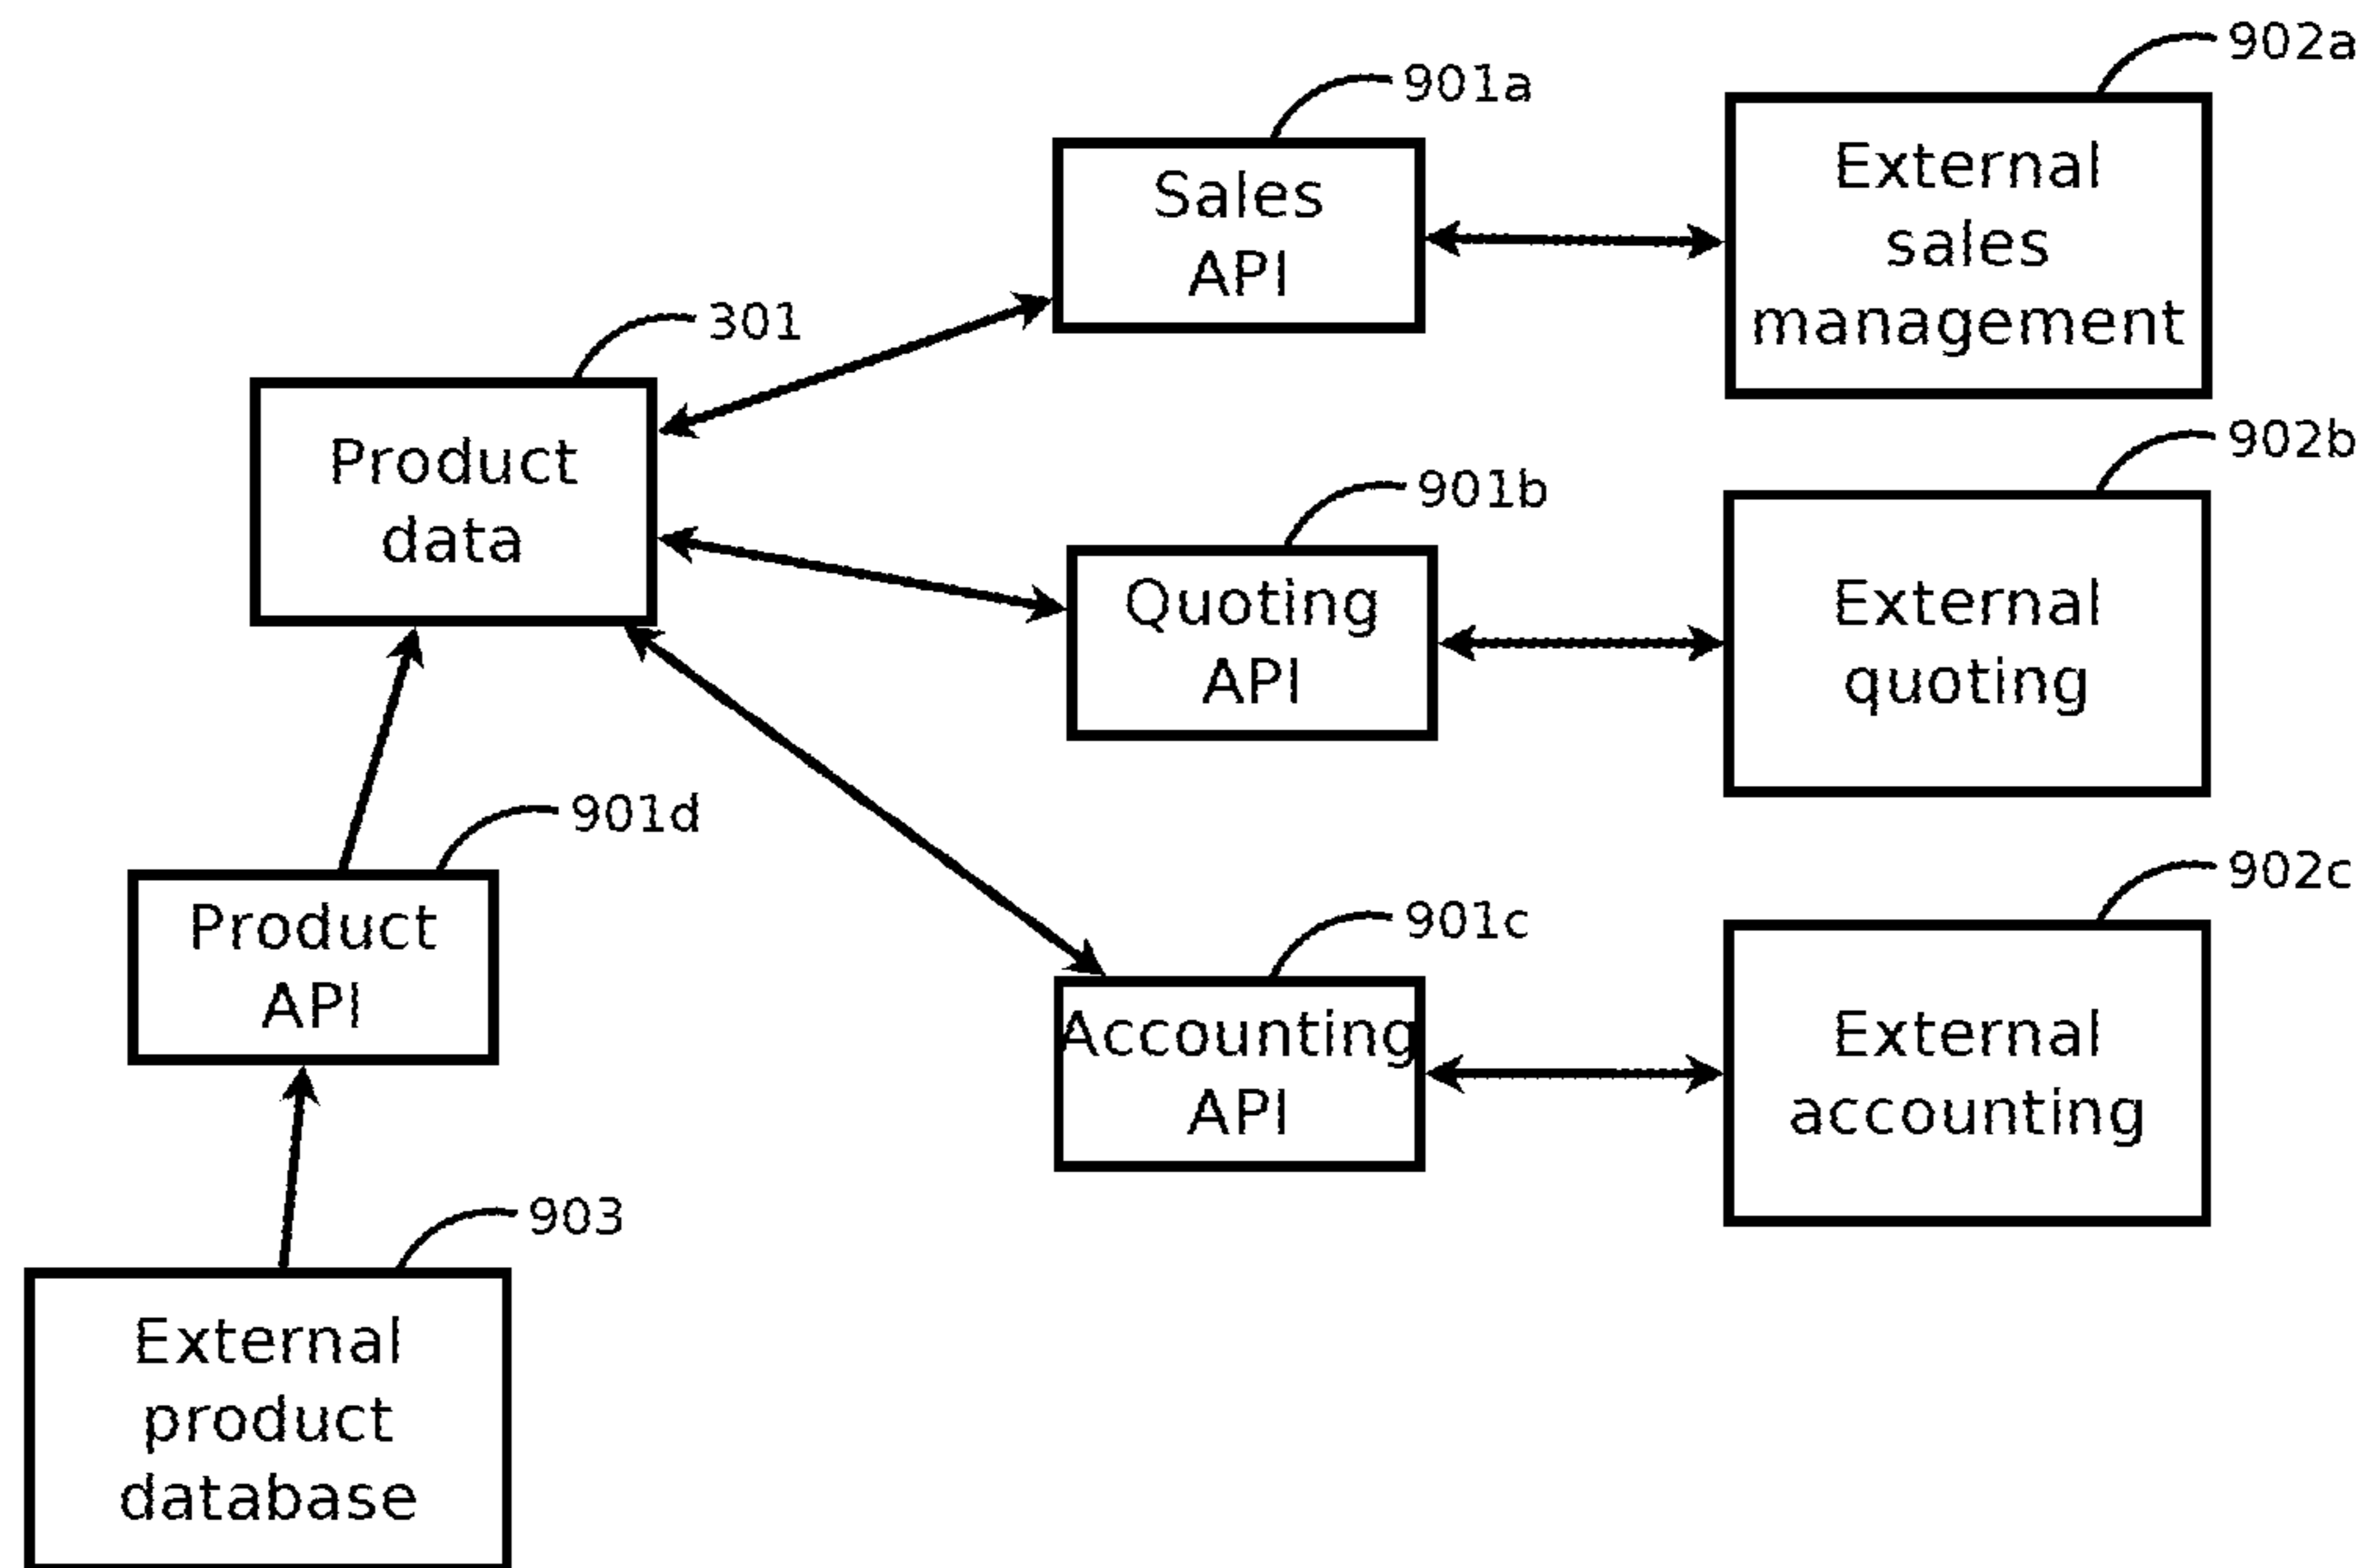 902a
901a
External
sales
management
Sales
API
301
Product
data
902b
901b
External
quoting
Quoting
API
901d
Product
API
902c
901c
External
accounting
Accounting
API
903
External
product
database